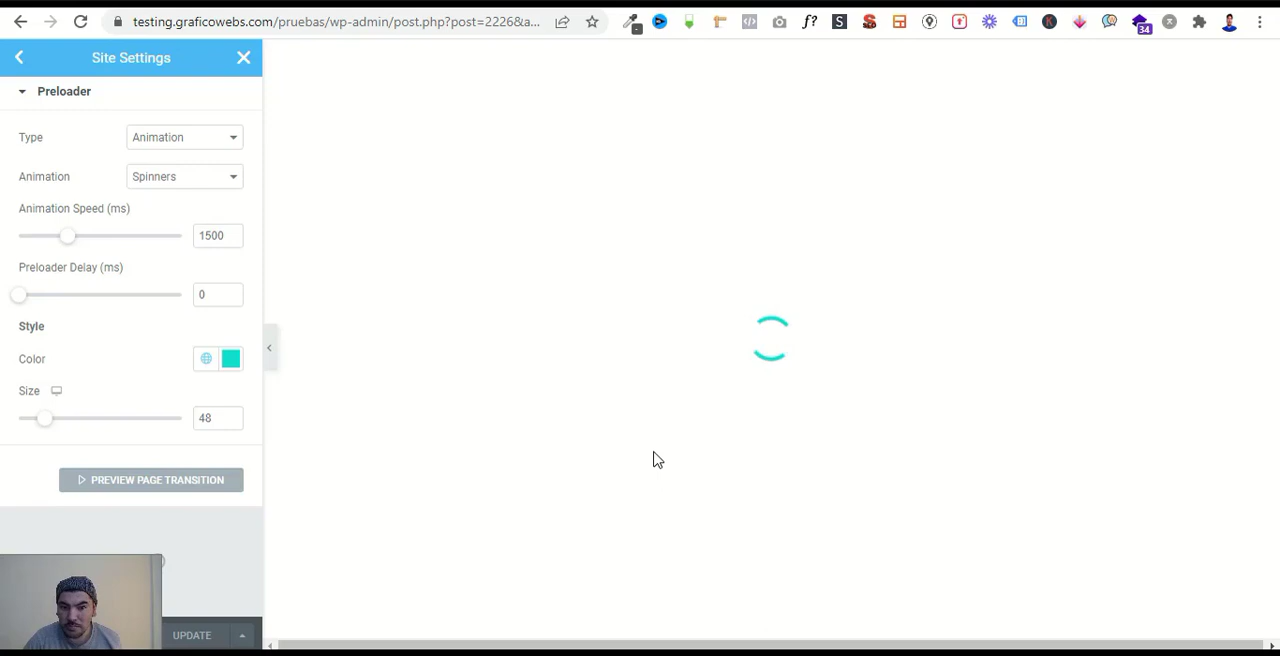 testing.graficowebs.com/pruebas/wp-admin/post.php?post=2226&a...
f?
S
K
34
Site Settings
Preloader
Type
Animation
Animation
Spinners
Animation Speed (ms)
1500
Preloader Delay (ms)
0
Style
Color
Size
48
PREVIEW PAGE TRANSITION
UPDATE